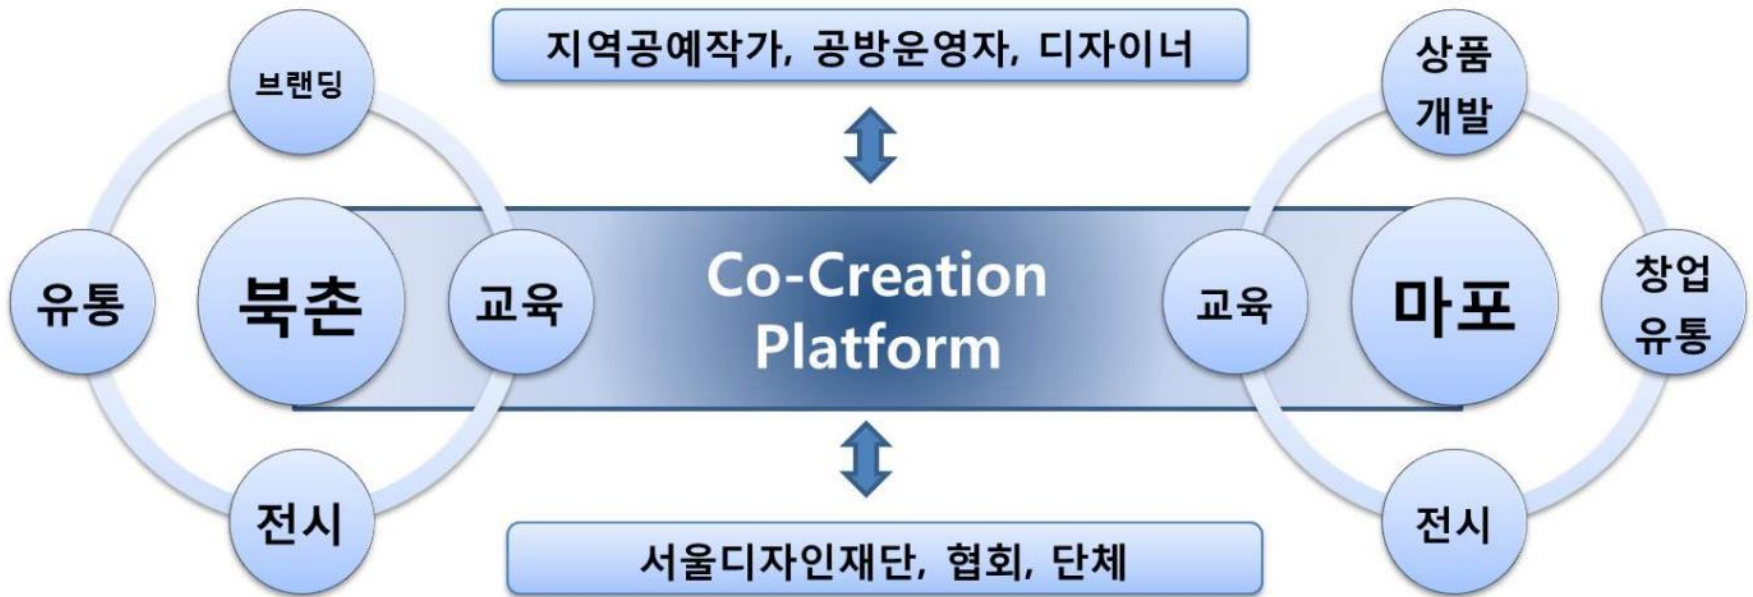 지역공예작가, 공방운영자, 디자이너
브랜딩
유통
북촌
교육
전시
Co-Creation
Platform
상품
개발
교육
마포
창업
유통
전시
서울디자인재단, 협회, 단체